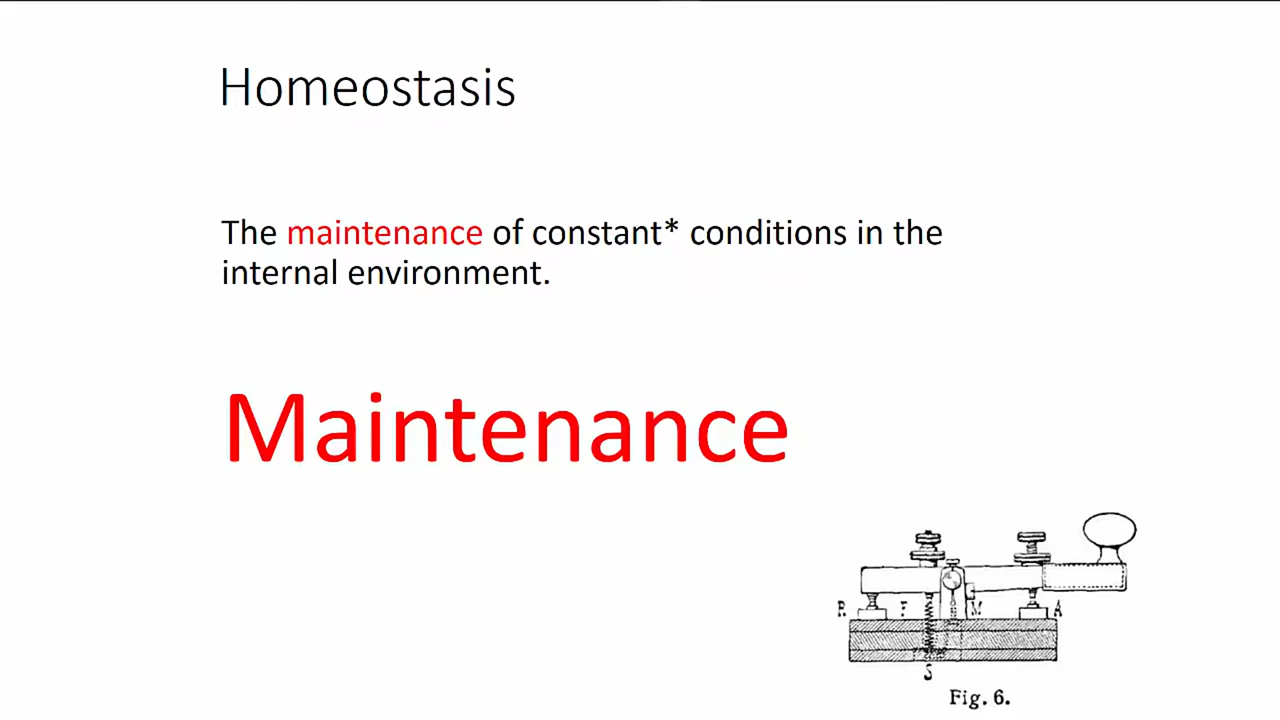 Homeostasis
The maintenance of constant* conditions in the
internal environment.
Maintenance
R F M A
S
Fig. 6.